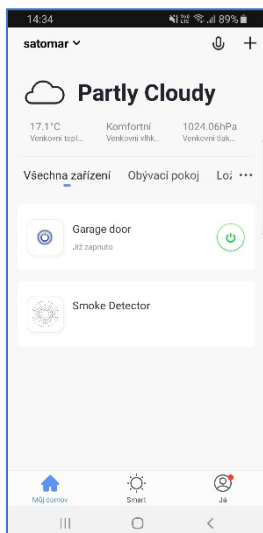 14:34
89%
satomar
Partly Cloudy
17.1°C Komfortní 1024.06hPa
Venkovní tepl... Venkovní vlhk... Venkovní tlak...
Všechna zařízení Obývací pokoj Lož ...
Garage door
Již zapnuto
Smoke Detector
Můj domov Smart Já